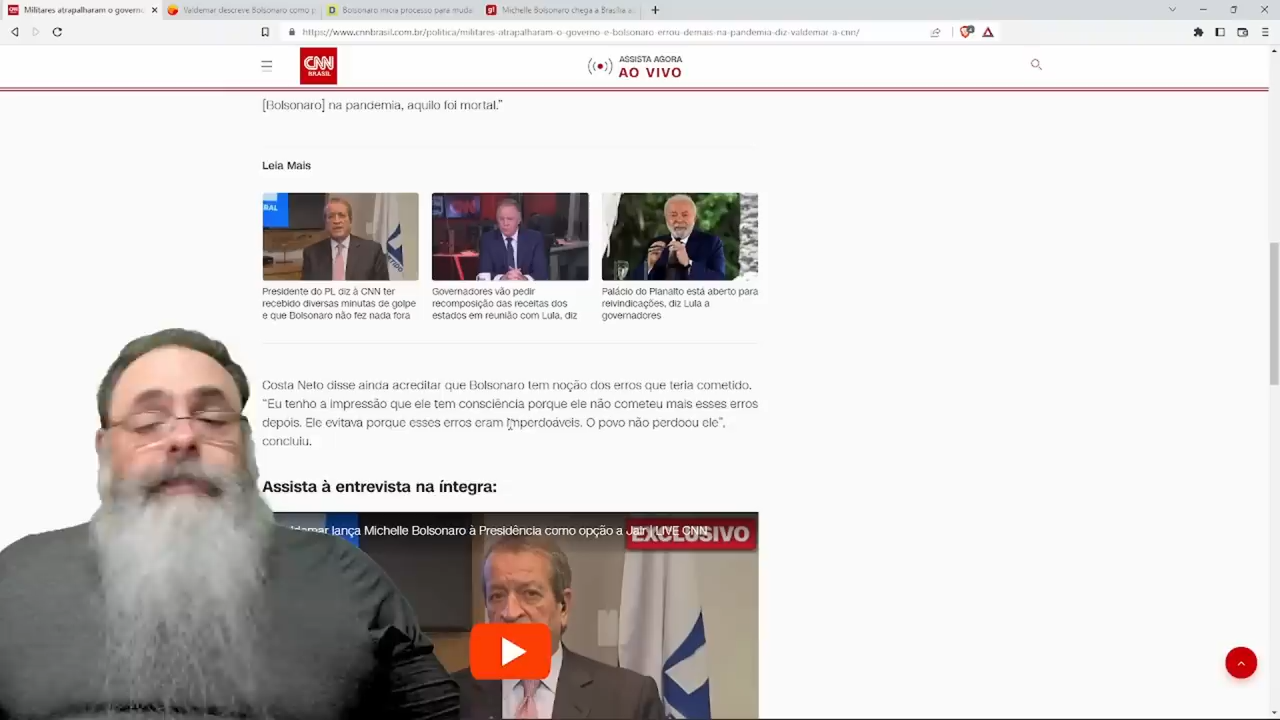 Militares atrapalharam o govern
Valdemar descreve Bolsonaro como p
Bolsonaro inicia processo para muda
Michelle Bolsonaro chega a Brasília a
https://www.cnnbrasil.com.br/politica/militares-atrapalharam-o-governo-e-bolsonaro-errou-demais-na-pandemia-diz-valdemar-a-cnn/
CNN
BRASIL
ASSISTA AGORA
AO VIVO
[Bolsonaro] na pandemia, aquilo foi mortal.”
Leia Mais
RAL
Presidente do PL diz à CNN ter
recebido diversas minutas de golpe
e que Bolsonaro não fez nada fora
Governadores vão pedir
recomposição das receitas dos
estados em reunião com Lula, diz
Palácio do Planalto está aberto para
reivindicações, diz Lula a
governadores
Costa Neto disse ainda acreditar que Bolsonaro tem noção dos erros que teria cometido.
“Eu tenho a impressão que ele tem consciência porque ele não cometeu mais esses erros
depois. Ele evitava porque esses erros eram imperdoáveis. O povo não perdoou ele”,
concluiu.
Assista à entrevista na íntegra:
demar lança Michelle Bolsonaro à Presidência como opção a Jair | LIVE CNN
EXCLUSIVO